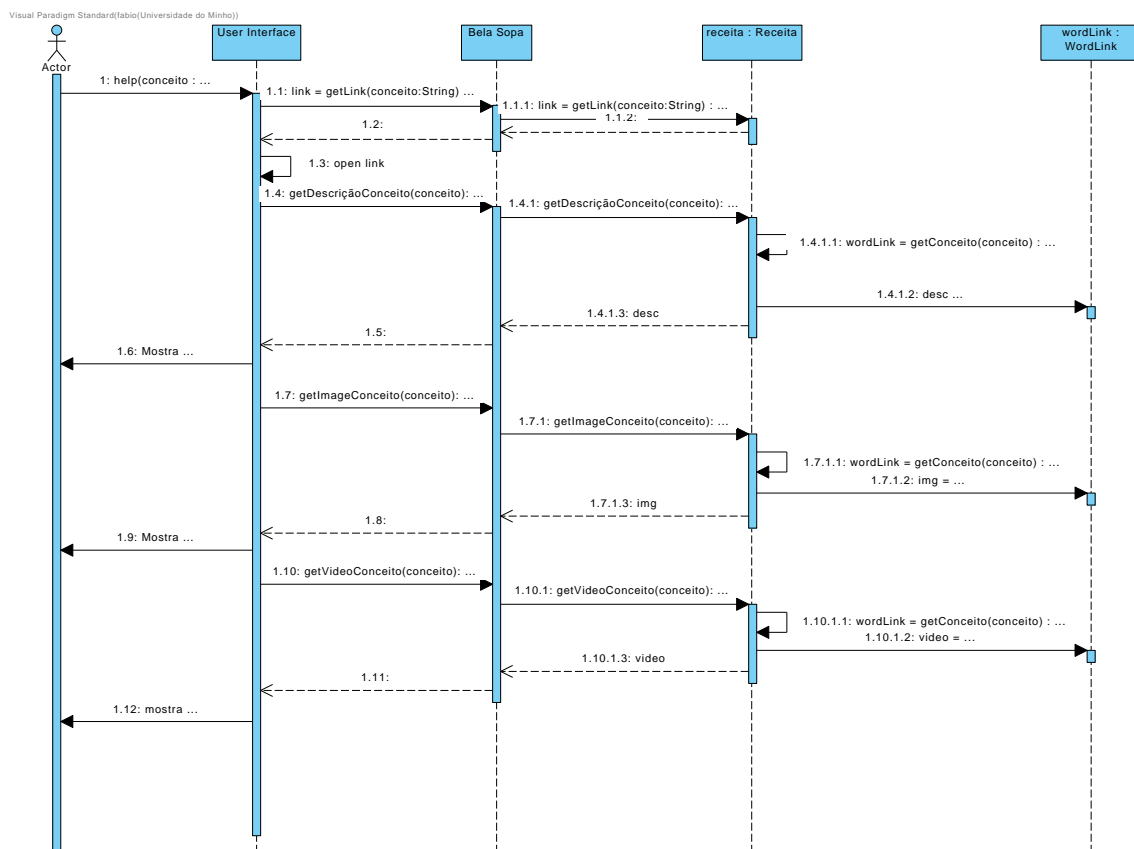 Visual Paradigm Standard(fabio(Universidade do Minho))
User Interface
Bela Sopa
receita : Receita
wordLink :
WordLink
Actor
1: help(conceito : ...
1.1: link = getLink(conceito:String) ...
1.1.1: link = getLink(conceito:String) : ...
1.1.2:
1.2:
1.3: open link
1.4: getDescriçãoConceito(conceito): ...
1.4.1: getDescriçãoConceito(conceito): ...
1.4.1.1: wordLink = getConceito(conceito) : ...
1.4.1.2: desc ...
1.4.1.3: desc
1.5:
1.6: Mostra ...
1.7: getImageConceito(conceito): ...
1.7.1: getImageConceito(conceito): ...
1.7.1.1: wordLink = getConceito(conceito) : ...
1.7.1.2: img = ...
1.7.1.3: img
1.8:
1.9: Mostra ...
1.10: getVideoConceito(conceito): ...
1.10.1: getVideoConceito(conceito): ...
1.10.1.1: wordLink = getConceito(conceito) : ...
1.10.1.2: video = ...
1.10.1.3: video
1.11:
1.12: mostra ...